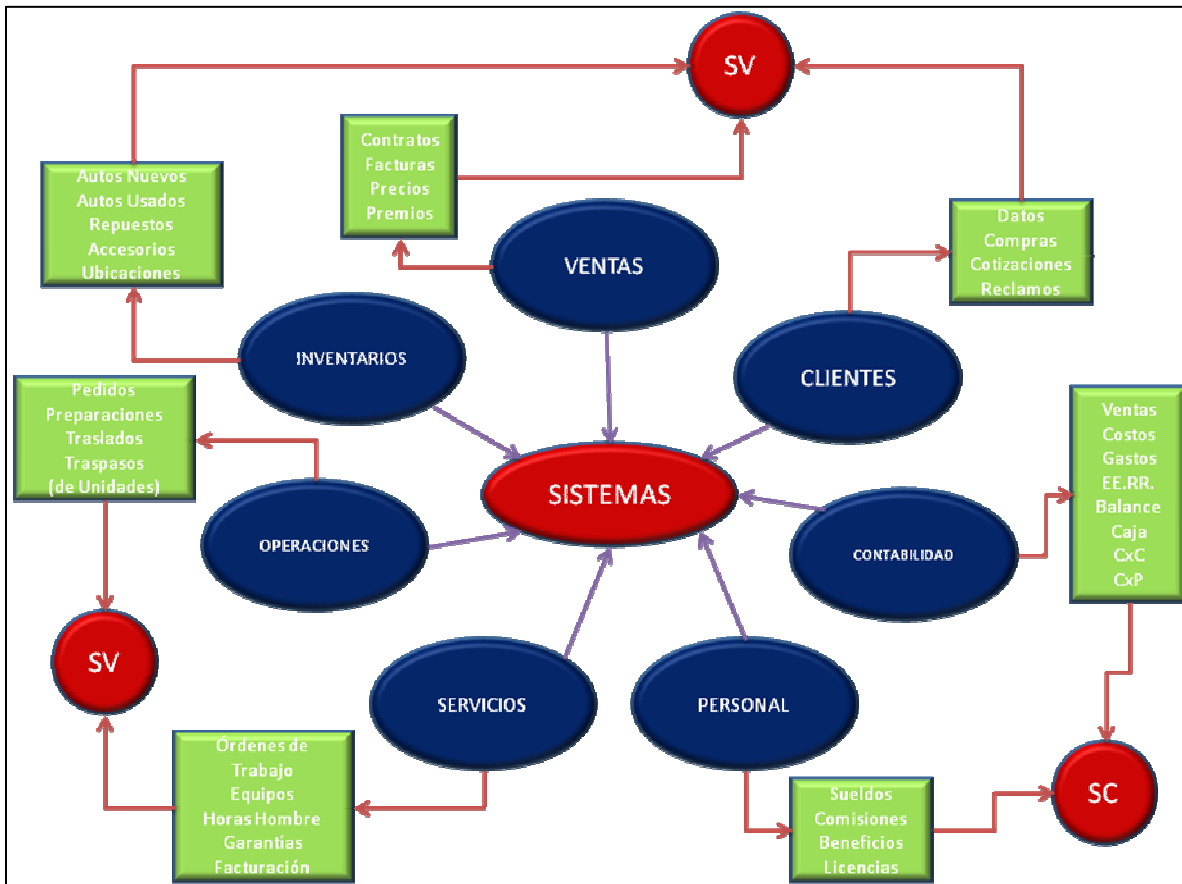 SV
Contratos
Facturas
Precios
Premios
Autos Nuevos
Autos Usados
Repuestos
Accesorios
Ubicaciones
Datos
Compras
Cotizaciones
Reclamos
VENTAS
INVENTARIOS
CLIENTES
Pedidos
Preparaciones
Traslados
Traspasos
(de Unidades)
Ventas
Costos
Gastos
EE.RR.
Balance
Caja
CxC
CxP
SISTEMAS
OPERACIONES
CONTABILIDAD
SV
SERVICIOS
PERSONAL
Órdenes de
Trabajo
Equipos
Horas Hombre
Garantías
Facturación
Sueldos
Comisiones
Beneficios
Licencias
SC